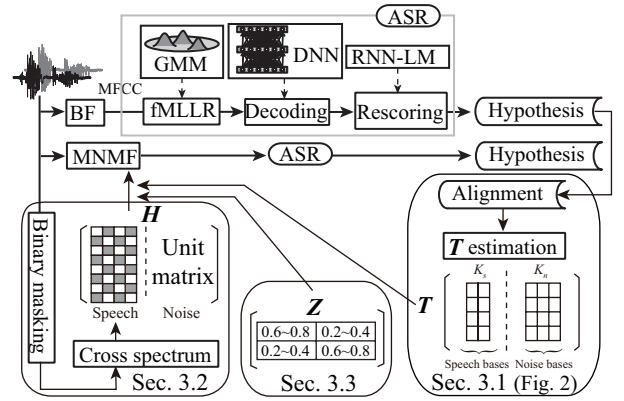 ASR
GMM
DNN
RNN-LM
MFCC
BF
fMLLR
Decoding
Rescoring
Hypothesis
MNMF
ASR
Hypothesis
Alignment
T estimation
K_s
K_n
Speech bases
Noise bases
Sec. 3.1 (Fig. 2)
T
H
Unit
matrix
Speech
Noise
Binary masking
Cross spectrum
Sec. 3.2
Z
0.6~0.8 0.2~0.4
0.2~0.4 0.6~0.8
Sec. 3.3